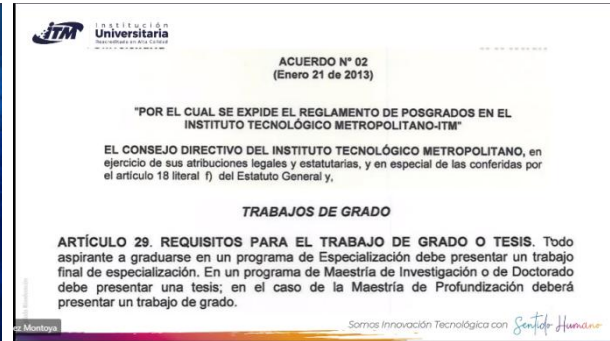 iTM
Institución
Universitaria
Reacreditada en Alta Calidad
ACUERDO N° 02
(Enero 21 de 2013)
"POR EL CUAL SE EXPIDE EL REGLAMENTO DE POSGRADOS EN EL
INSTITUTO TECNOLÓGICO METROPOLITANO-ITM"
EL CONSEJO DIRECTIVO DEL INSTITUTO TECNOLÓGICO METROPOLITANO, en
ejercicio de sus atribuciones legales y estatutarias, y en especial de las conferidas por
el artículo 18 literal f) del Estatuto General y,
TRABAJOS DE GRADO
ARTÍCULO 29. REQUISITOS PARA EL TRABAJO DE GRADO O TESIS. Todo
aspirante a graduarse en un programa de Especialización debe presentar un trabajo
final de especialización. En un programa de Maestría de Investigación o de Doctorado
debe presentar una tesis; en el caso de la Maestría de Profundización deberá
presentar un trabajo de grado.
ez Montoya
Somos Innovación Tecnológica con Sentido Humano